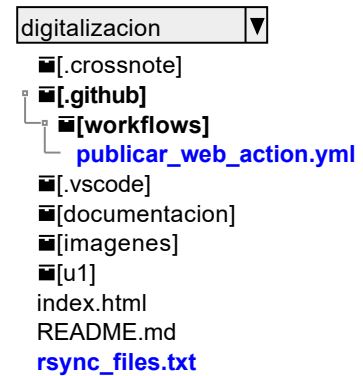 digitalizacion
[.crossnote]
[.github]
[workflows]
publicar_web_action.yml
[.vscode]
[documentacion]
[imagenes]
[u1]
index.html
README.md
rsync_files.txt